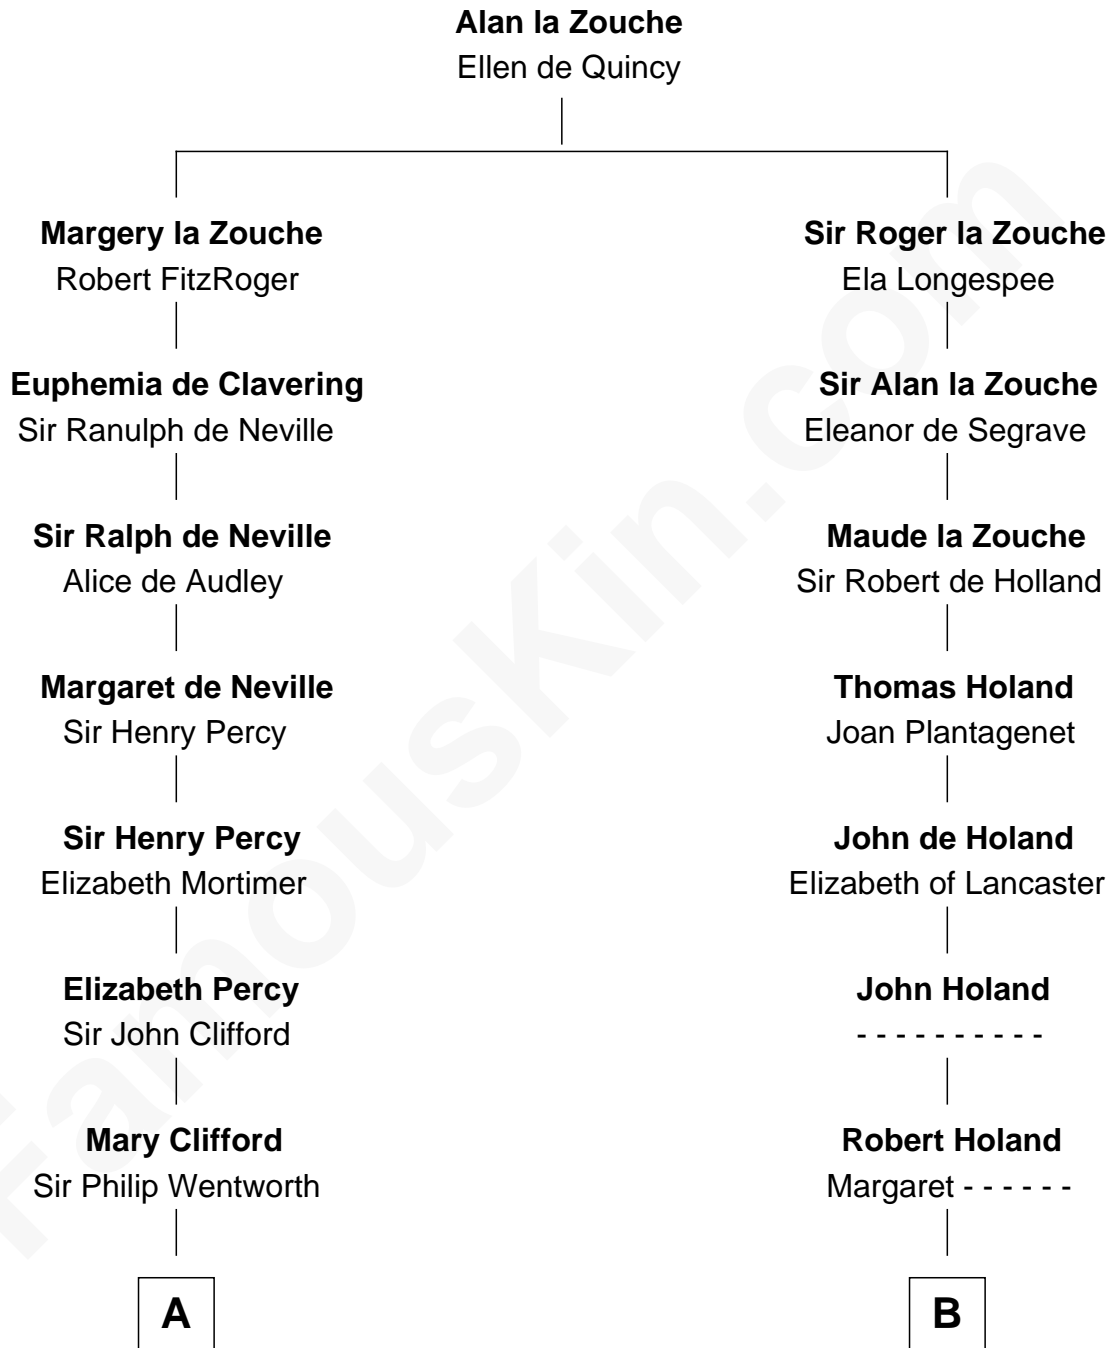 Alan la Zouche
Ellen de Quincy
Margery la Zouche
Robert FitzRoger
Sir Roger la Zouche
Ela Longespee
Euphemia de Clavering
Sir Ranulph de Neville
Sir Alan la Zouche
Eleanor de Segrave
Sir Ralph de Neville
Alice de Audley
Maude la Zouche
Sir Robert de Holland
Margaret de Neville
Sir Henry Percy
Thomas Holand
Joan Plantagenet
Sir Henry Percy
Elizabeth Mortimer
John de Holand
Elizabeth of Lancaster
Elizabeth Percy
Sir John Clifford
John Holand
- - - - - - - - - -
Mary Clifford
Sir Philip Wentworth
Robert Holand
Margaret - - - - - -
A
B
FamousKin.com